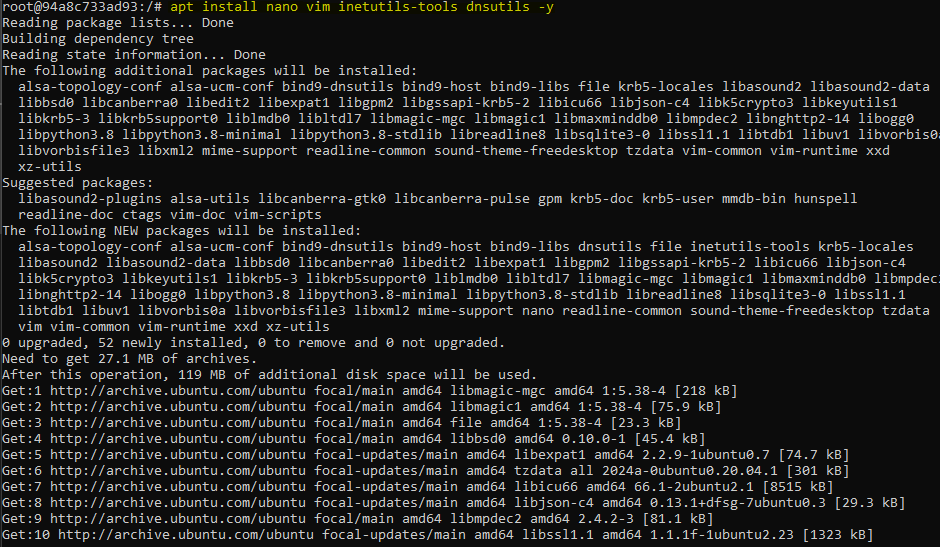 root@94a8c733ad93:/# apt install nano vim inetutils-tools dnsutils -y
Reading package lists... Done
Building dependency tree
Reading state information... Done
The following additional packages will be installed:
  alsa-topology-conf alsa-ucm-conf bind9-dnsutils bind9-host bind9-libs file krb5-locales libasound2 libasound2-data
  libbsd0 libcanberra0 libedit2 libexpat1 libgpm2 libgssapi-krb5-2 libicu66 libjson-c4 libk5crypto3 libkeyutils1
  libkrb5-3 libkrb5support0 liblmdb0 libltdl7 libmagic-mgc libmagic1 libmaxminddb0 libmpdec2 libnghttp2-14 libogg0
  libpython3.8 libpython3.8-minimal libpython3.8-stdlib libreadline8 libsqlite3-0 libssl1.1 libtdb1 libuv1 libvorbis0a
  libvorbisfile3 libxml2 mime-support readline-common sound-theme-freedesktop tzdata vim-common vim-runtime xxd
  xz-utils
Suggested packages:
  libasound2-plugins alsa-utils libcanberra-gtk0 libcanberra-pulse gpm krb5-doc krb5-user mmdb-bin hunspell
  readline-doc ctags vim-doc vim-scripts
The following NEW packages will be installed:
  alsa-topology-conf alsa-ucm-conf bind9-dnsutils bind9-host bind9-libs dnsutils file inetutils-tools krb5-locales
  libasound2 libasound2-data libbsd0 libcanberra0 libedit2 libexpat1 libgpm2 libgssapi-krb5-2 libicu66 libjson-c4
  libk5crypto3 libkeyutils1 libkrb5-3 libkrb5support0 liblmdb0 libltdl7 libmagic-mgc libmagic1 libmaxminddb0 libmpdec2
  libnghttp2-14 libogg0 libpython3.8 libpython3.8-minimal libpython3.8-stdlib libreadline8 libsqlite3-0 libssl1.1
  libtdb1 libuv1 libvorbis0a libvorbisfile3 libxml2 mime-support nano readline-common sound-theme-freedesktop tzdata
  vim vim-common vim-runtime xxd xz-utils
0 upgraded, 52 newly installed, 0 to remove and 0 not upgraded.
Need to get 27.1 MB of archives.
After this operation, 119 MB of additional disk space will be used.
Get:1 http://archive.ubuntu.com/ubuntu focal/main amd64 libmagic-mgc amd64 1:5.38-4 [218 kB]
Get:2 http://archive.ubuntu.com/ubuntu focal/main amd64 libmagic1 amd64 1:5.38-4 [75.9 kB]
Get:3 http://archive.ubuntu.com/ubuntu focal/main amd64 file amd64 1:5.38-4 [23.3 kB]
Get:4 http://archive.ubuntu.com/ubuntu focal/main amd64 libbsd0 amd64 0.10.0-1 [45.4 kB]
Get:5 http://archive.ubuntu.com/ubuntu focal-updates/main amd64 libexpat1 amd64 2.2.9-1ubuntu0.7 [74.7 kB]
Get:6 http://archive.ubuntu.com/ubuntu focal-updates/main amd64 tzdata all 2024a-0ubuntu0.20.04.1 [301 kB]
Get:7 http://archive.ubuntu.com/ubuntu focal-updates/main amd64 libicu66 amd64 66.1-2ubuntu2.1 [8515 kB]
Get:8 http://archive.ubuntu.com/ubuntu focal-updates/main amd64 libjson-c4 amd64 0.13.1+dfsg-7ubuntu0.3 [29.3 kB]
Get:9 http://archive.ubuntu.com/ubuntu focal/main amd64 libmpdec2 amd64 2.4.2-3 [81.1 kB]
Get:10 http://archive.ubuntu.com/ubuntu focal-updates/main amd64 libssl1.1 amd64 1.1.1f-1ubuntu2.23 [1323 kB]